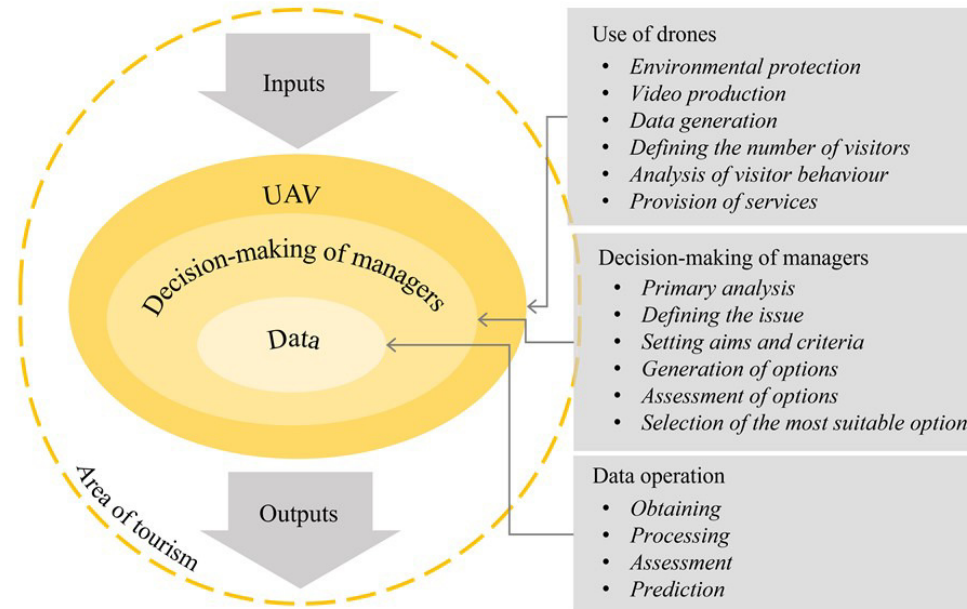 Inputs
UAV
Decision-making of managers
Data
Outputs
Area of tourism
Use of drones
• Environmental protection
• Video production
• Data generation
• Defining the number of visitors
• Analysis of visitor behaviour
• Provision of services
Decision-making of managers
• Primary analysis
• Defining the issue
• Setting aims and criteria
• Generation of options
• Assessment of options
• Selection of the most suitable option
Data operation
• Obtaining
• Processing
• Assessment
• Prediction